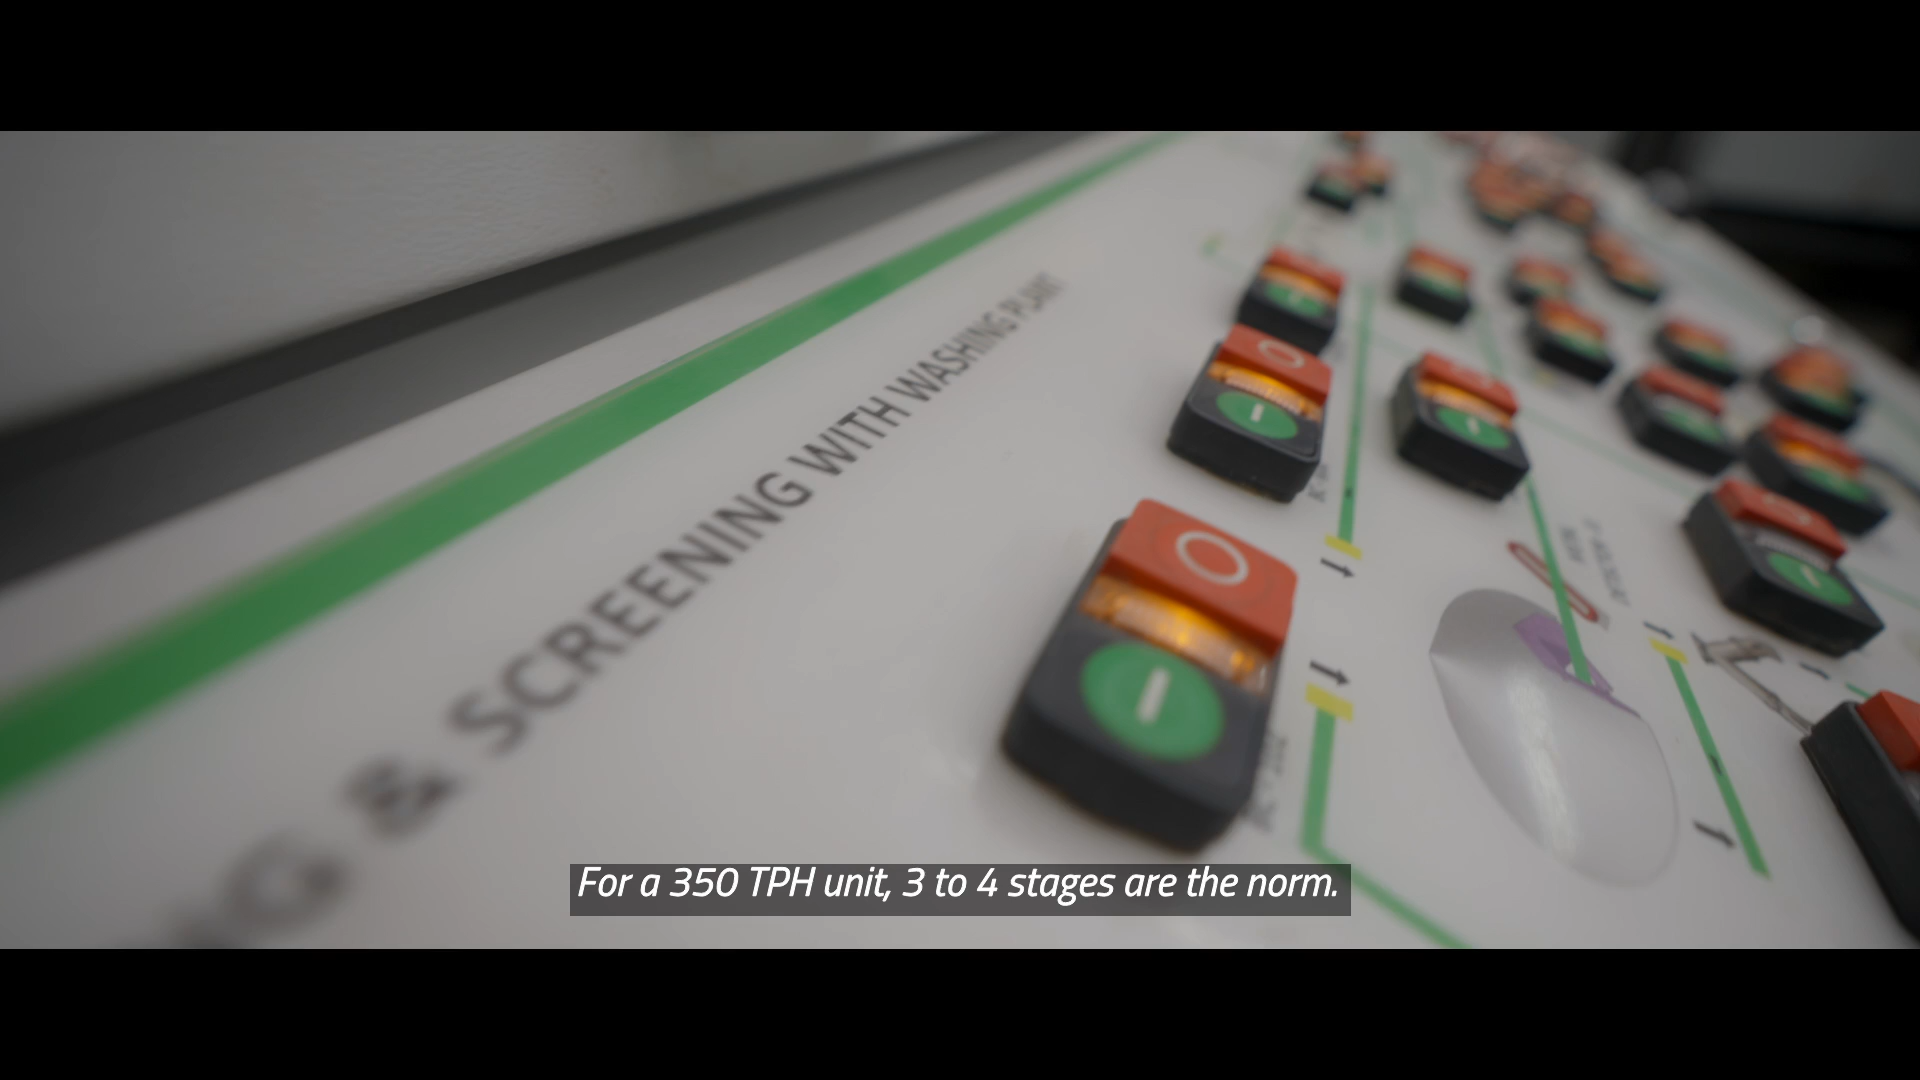 & SCREENING WITH WASHING PLANT
For a 350 TPH unit, 3 to 4 stages are the norm.